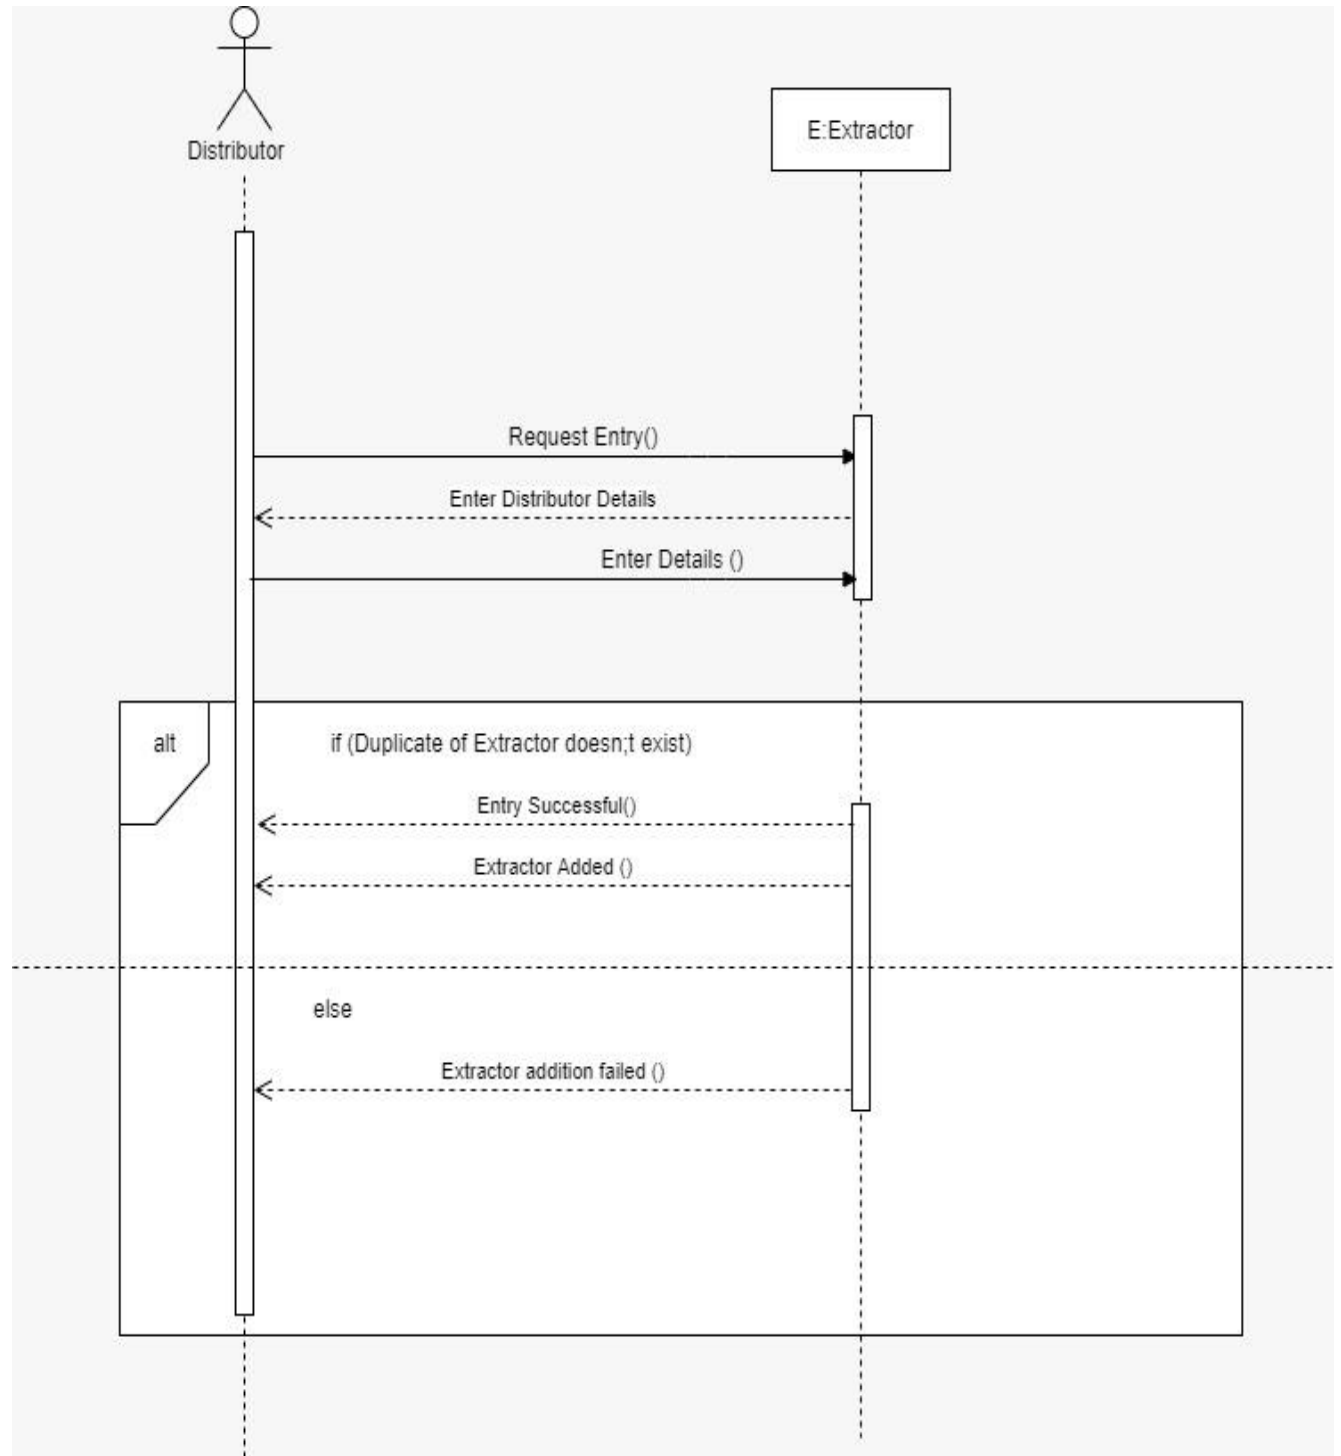 Distributor
E:Extractor
Request Entry()
Enter Distributor Details
Enter Details ()
alt
if (Duplicate of Extractor doesn;t exist)
Entry Successful()
Extractor Added ()
else
Extractor addition failed ()